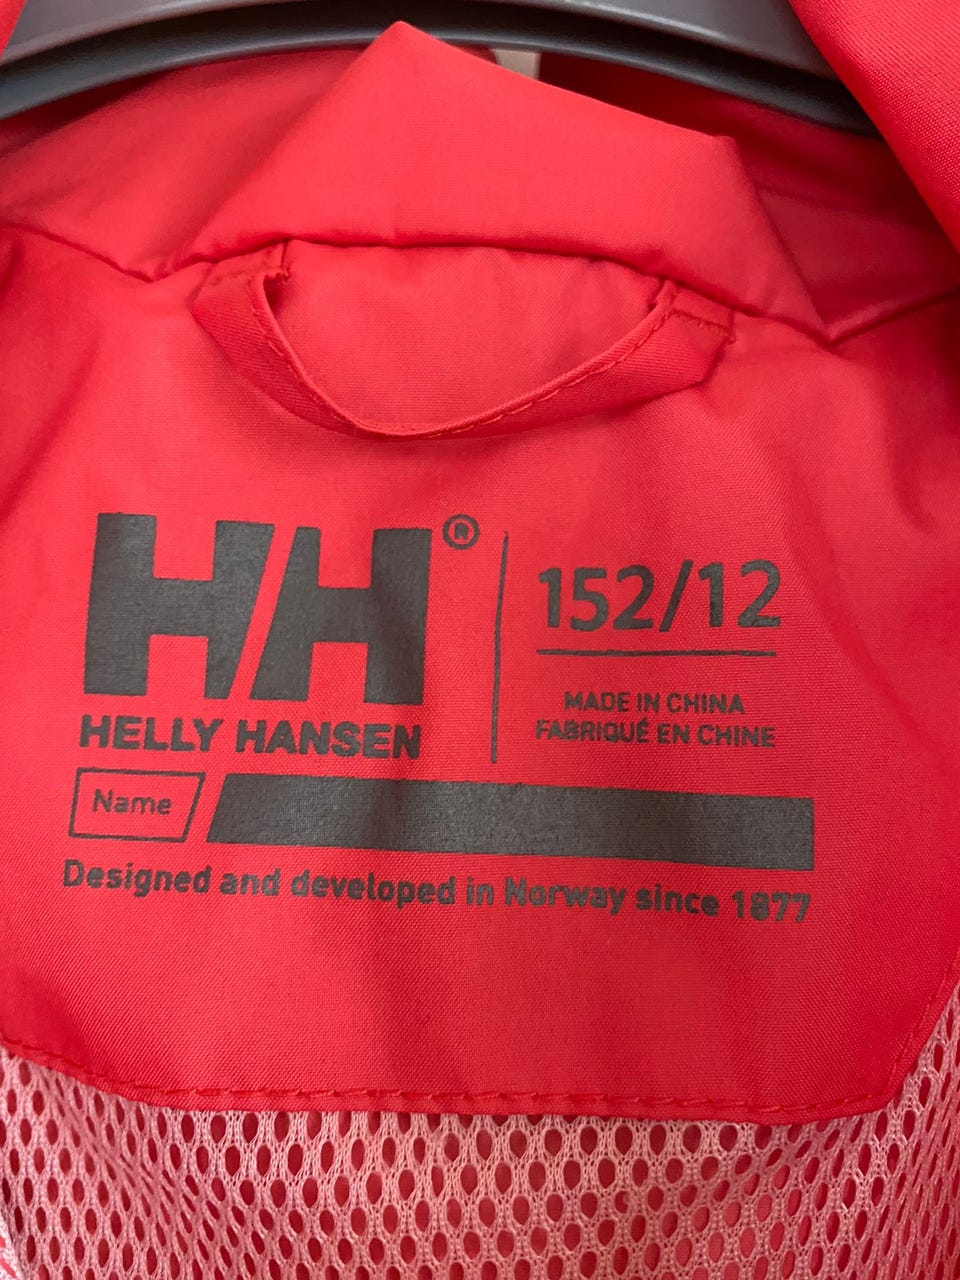 HH®
HELLY HANSEN
152/12
MADE IN CHINA
FABRIQUÉ EN CHINE
Name
Designed and developed in Norway since 1877